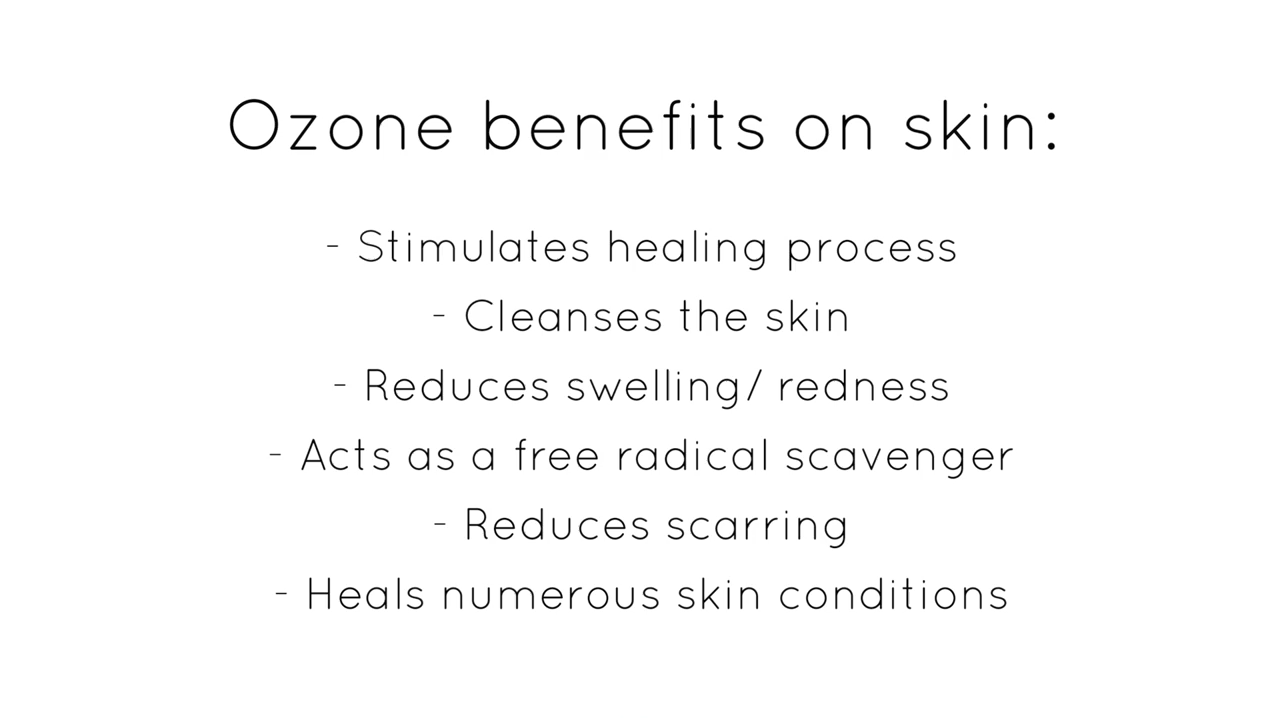 Ozone benefits on skin:
- Stimulates healing process
- Cleanses the skin
- Reduces swelling/ redness
- Acts as a free radical scavenger
- Reduces scarring
- Heals numerous skin conditions